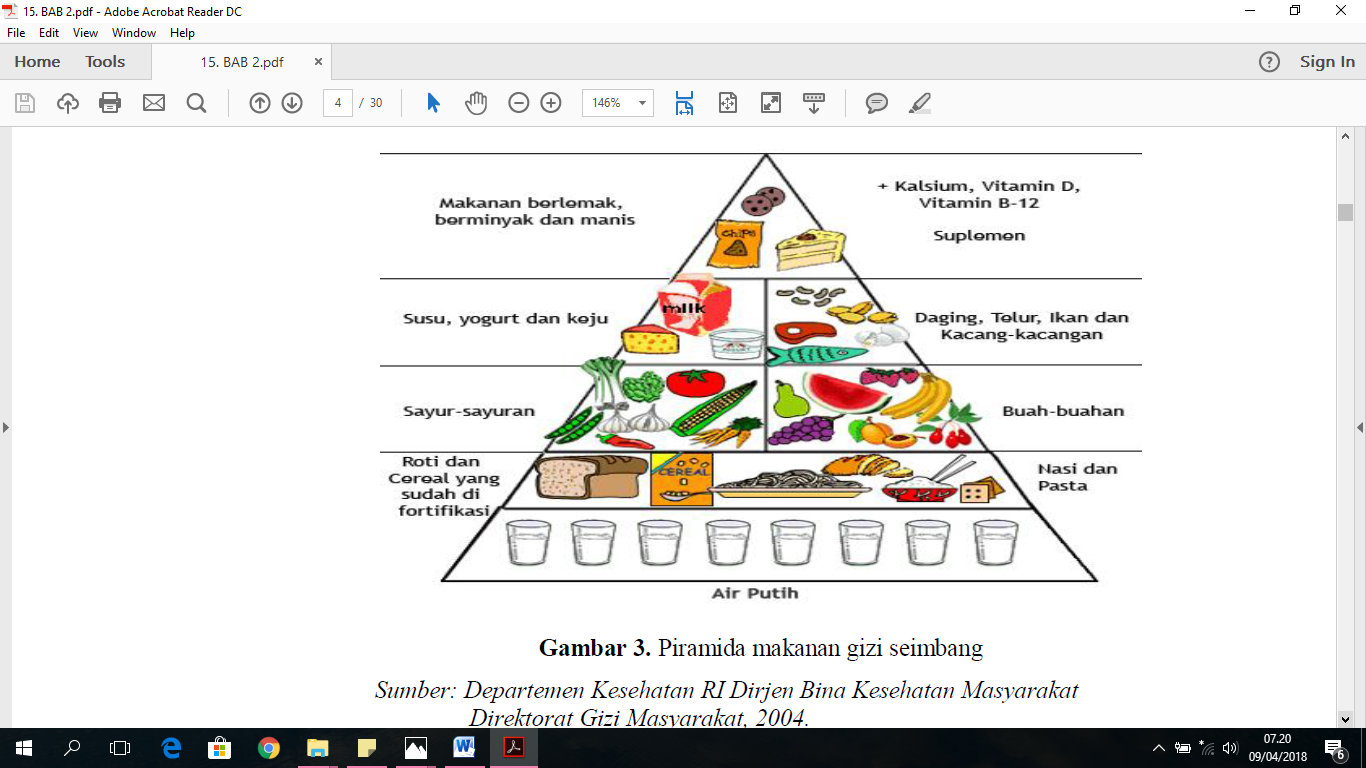 15. BAB 2.pdf - Adobe Acrobat Reader DC
File Edit View Window Help
Home Tools 15. BAB 2.pdf × ? Sign In
4 / 30 146%
Makanan berlemak,
berminyak dan manis
+ Kalsium, Vitamin D,
Vitamin B-12
Suplemen
Chips
milk
Susu, yogurt dan keju
Daging, Telur, Ikan dan
Kacang-kacangan
YOGURT
Sayur-sayuran
Buah-buahan
Roti dan
Cereal yang
sudah di
fortifikasi
CEREAL
Nasi dan
Pasta
Air Putih
Gambar 3. Piramida makanan gizi seimbang
Sumber: Departemen Kesehatan RI Dirjen Bina Kesehatan Masyarakat
Direktorat Gizi Masyarakat, 2004.
07.20
09/04/2018
6